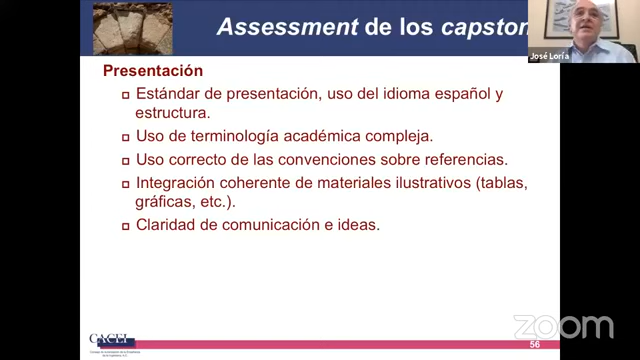 Assessment de los capston
José Loría
Presentación
Estándar de presentación, uso del idioma español y
estructura.
Uso de terminología académica compleja.
Uso correcto de las convenciones sobre referencias.
Integración coherente de materiales ilustrativos (tablas,
gráficas, etc.).
Claridad de comunicación e ideas.
CACEI
zoom
56